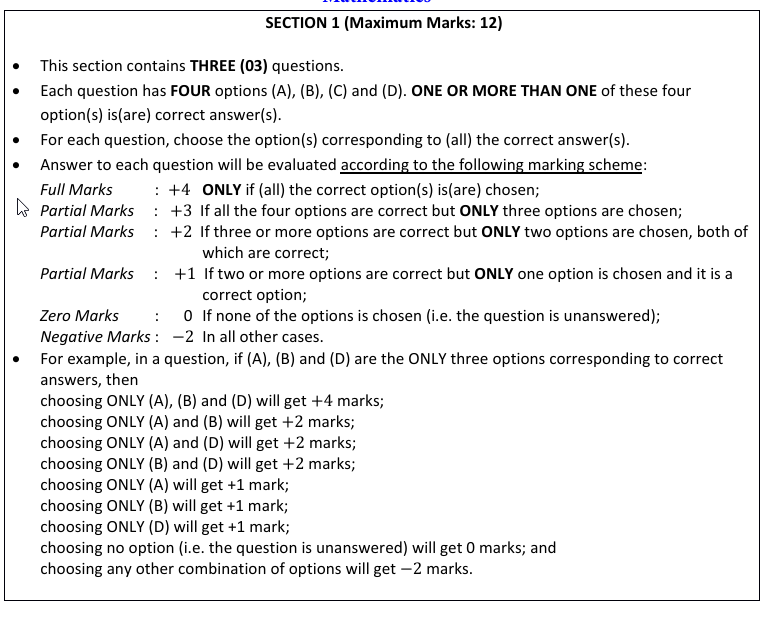 Mathematics
SECTION 1 (Maximum Marks: 12)
• This section contains THREE (03) questions.
• Each question has FOUR options (A), (B), (C) and (D). ONE OR MORE THAN ONE of these four
option(s) is(are) correct answer(s).
• For each question, choose the option(s) corresponding to (all) the correct answer(s).
• Answer to each question will be evaluated according to the following marking scheme:
Full Marks : +4 ONLY if (all) the correct option(s) is(are) chosen;
Partial Marks : +3 If all the four options are correct but ONLY three options are chosen;
Partial Marks : +2 If three or more options are correct but ONLY two options are chosen, both of
which are correct;
Partial Marks : +1 If two or more options are correct but ONLY one option is chosen and it is a
correct option;
Zero Marks : 0 If none of the options is chosen (i.e. the question is unanswered);
Negative Marks : −2 In all other cases.
• For example, in a question, if (A), (B) and (D) are the ONLY three options corresponding to correct
answers, then
choosing ONLY (A), (B) and (D) will get +4 marks;
choosing ONLY (A) and (B) will get +2 marks;
choosing ONLY (A) and (D) will get +2 marks;
choosing ONLY (B) and (D) will get +2 marks;
choosing ONLY (A) will get +1 mark;
choosing ONLY (B) will get +1 mark;
choosing ONLY (D) will get +1 mark;
choosing no option (i.e. the question is unanswered) will get 0 marks; and
choosing any other combination of options will get −2 marks.